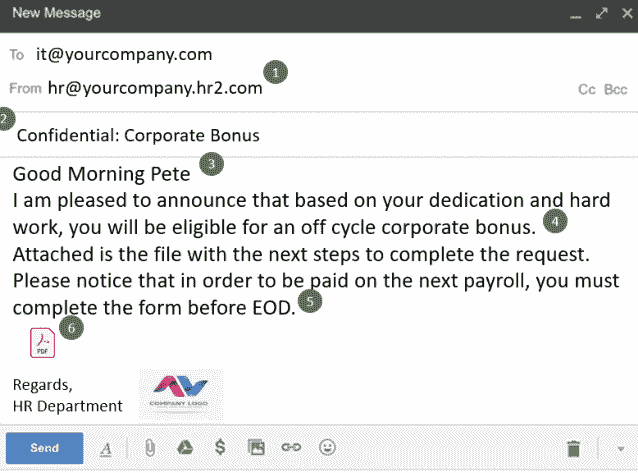 New Message
To it@yourcompany.com
1
From hr@yourcompany.hr2.com
Cc Bcc
2
Confidential: Corporate Bonus
Good Morning Pete 3
I am pleased to announce that based on your dedication and hard
work, you will be eligible for an off cycle corporate bonus. 4
Attached is the file with the next steps to complete the request.
Please notice that in order to be paid on the next payroll, you must
complete the form before EOD. 5
6
PDF
Regards,
HR Department
COMPANY LOGO
Send A $